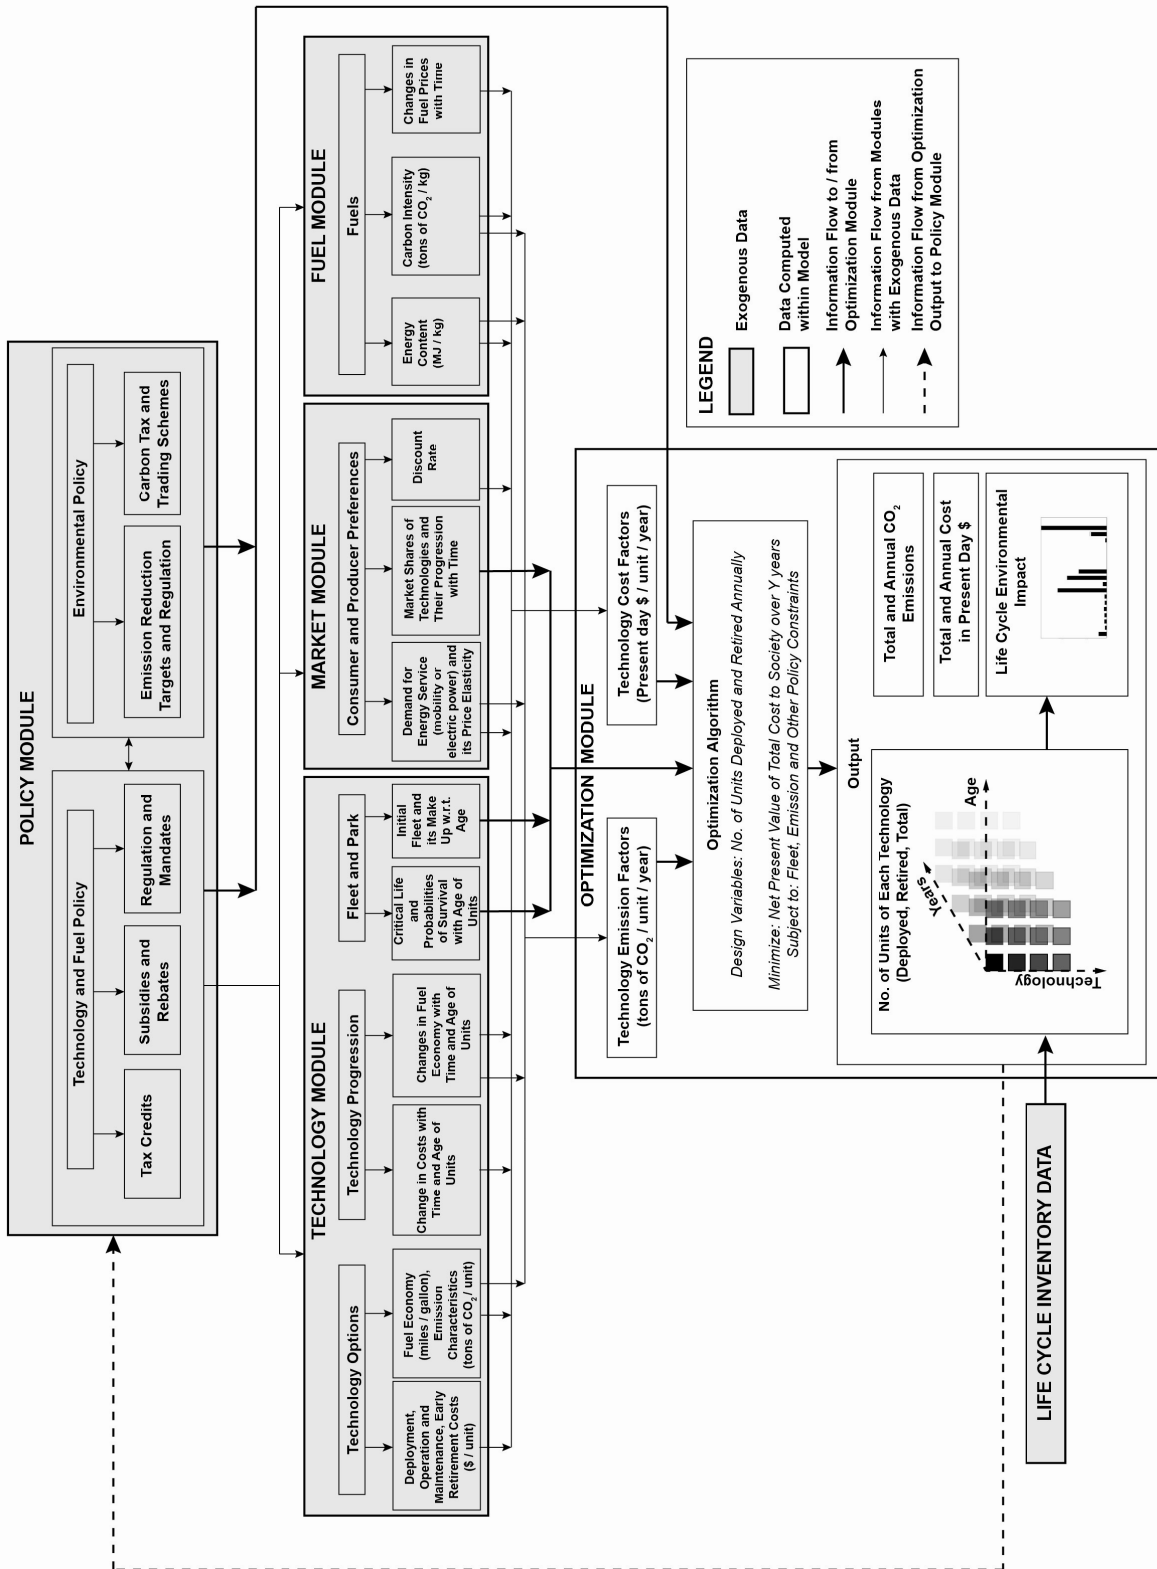 POLICY MODULE
Technology and Fuel Policy
Tax Credits
Subsidies and
Rebates
Regulation and
Mandates
Environmental Policy
Emission Reduction
Targets and Regulation
Carbon Tax and
Trading Schemes
TECHNOLOGY MODULE
Technology Options
Deployment,
Operation and
Maintenance, Early
Retirement Costs
($ / unit)
Fuel Economy
(miles / gallon),
Emission
Characteristics
(tons of CO2 / unit)
Technology Progression
Change in Costs with
Time and Age of
Units
Changes in Fuel
Economy with
Time and Age of
Units
Fleet and Park
Critical Life
and
Probabilities
of Survival
with Age of
Units
Initial
Fleet and
its Make
Up w.r.t.
Age
MARKET MODULE
Consumer and Producer Preferences
Demand for
Energy Service
(mobility or
electric power) and
its Price Elasticity
Market Shares of
Technologies and
Their Progression
with Time
Discount
Rate
FUEL MODULE
Fuels
Energy
Content
(MJ / kg)
Carbon Intensity
(tons of CO2 / kg)
Changes in
Fuel Prices
with Time
OPTIMIZATION MODULE
Technology Emission Factors
(tons of CO2 / unit / year)
Technology Cost Factors
(Present day $ / unit / year)
Optimization Algorithm
Design Variables: No. of Units Deployed and Retired Annually
Minimize: Net Present Value of Total Cost to Society over Y years
Subject to: Fleet, Emission and Other Policy Constraints
Output
No. of Units of Each Technology
(Deployed, Retired, Total)
Years
Age
Technology
Total and Annual CO2
Emissions
Total and Annual Cost
in Present Day $
Life Cycle Environmental
Impact
LIFE CYCLE INVENTORY DATA
LEGEND
Exogenous Data
Data Computed
within Model
Information Flow to / from
Optimization Module
Information Flow from Modules
with Exogenous Data
Information Flow from Optimization
Output to Policy Module